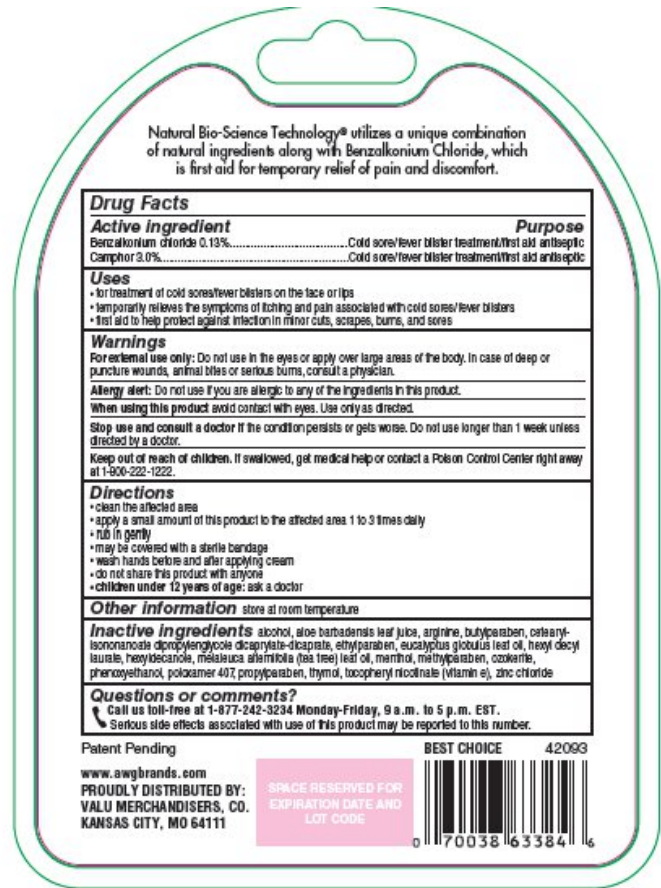 Natural Bio-Science Technology® utilizes a unique combination
of natural ingredients along with Benzalkonium Chloride, which
is first aid for temporary relief of pain and discomfort.
Drug Facts
Active ingredient Purpose
Benzalkonium chloride 0.13%......................................Cold sore/fever blister treatment/first aid antiseptic
Camphor 3.0%.............................................................Cold sore/fever blister treatment/first aid antiseptic
Uses
• for treatment of cold sores/fever blisters on the face or lips
• temporarily relieves the symptoms of itching and pain associated with cold sores/fever blisters
• first aid to help protect against infection in minor cuts, scrapes, burns, and sores
Warnings
For external use only: Do not use in the eyes or apply over large areas of the body. In case of deep or
puncture wounds, animal bites or serious burns, consult a physician.
Allergy alert: Do not use if you are allergic to any of the ingredients in this product.
When using this product avoid contact with eyes. Use only as directed.
Stop use and consult a doctor if the condition persists or gets worse. Do not use longer than 1 week unless
directed by a doctor.
Keep out of reach of children. If swallowed, get medical help or contact a Poison Control Center right away
at 1-800-222-1222.
Directions
• clean the affected area
• apply a small amount of this product to the affected area 1 to 3 times daily
• rub in gently
• may be covered with a sterile bandage
• wash hands before and after applying cream
• do not share this product with anyone
• children under 12 years of age: ask a doctor
Other information store at room temperature
Inactive ingredients alcohol, aloe barbadensis leaf juice, arginine, butylparaben, cetearyl-
isononanoate dipropylenglycole dicaprylate-dicaprate, ethylparaben, eucalyptus globulus leaf oil, hexyl decyl
laurate, hexyldecanole, melaleuca alternifolia (tea tree) leaf oil, menthol, methylparaben, ozokerite,
phenoxyethanol, poloxamer 407, propylparaben, thymol, tocopheryl nicotinate (vitamin e), zinc chloride
Questions or comments?
Call us toll-free at 1-877-242-3234 Monday-Friday, 9 a.m. to 5 p.m. EST.
Serious side effects associated with use of this product may be reported to this number.
Patent Pending BEST CHOICE 42093
www.awgbrands.com
PROUDLY DISTRIBUTED BY:
VALU MERCHANDISERS, CO.
KANSAS CITY, MO 64111
SPACE RESERVED FOR
EXPIRATION DATE AND
LOT CODE
0 70038 63384 6